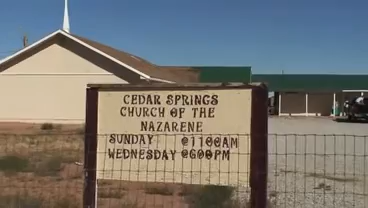 CEDAR SPRINGS
CHURCH OF THE
NAZARENE
SUNDAY @11:00AM
WEDNESDAY @6:00PM